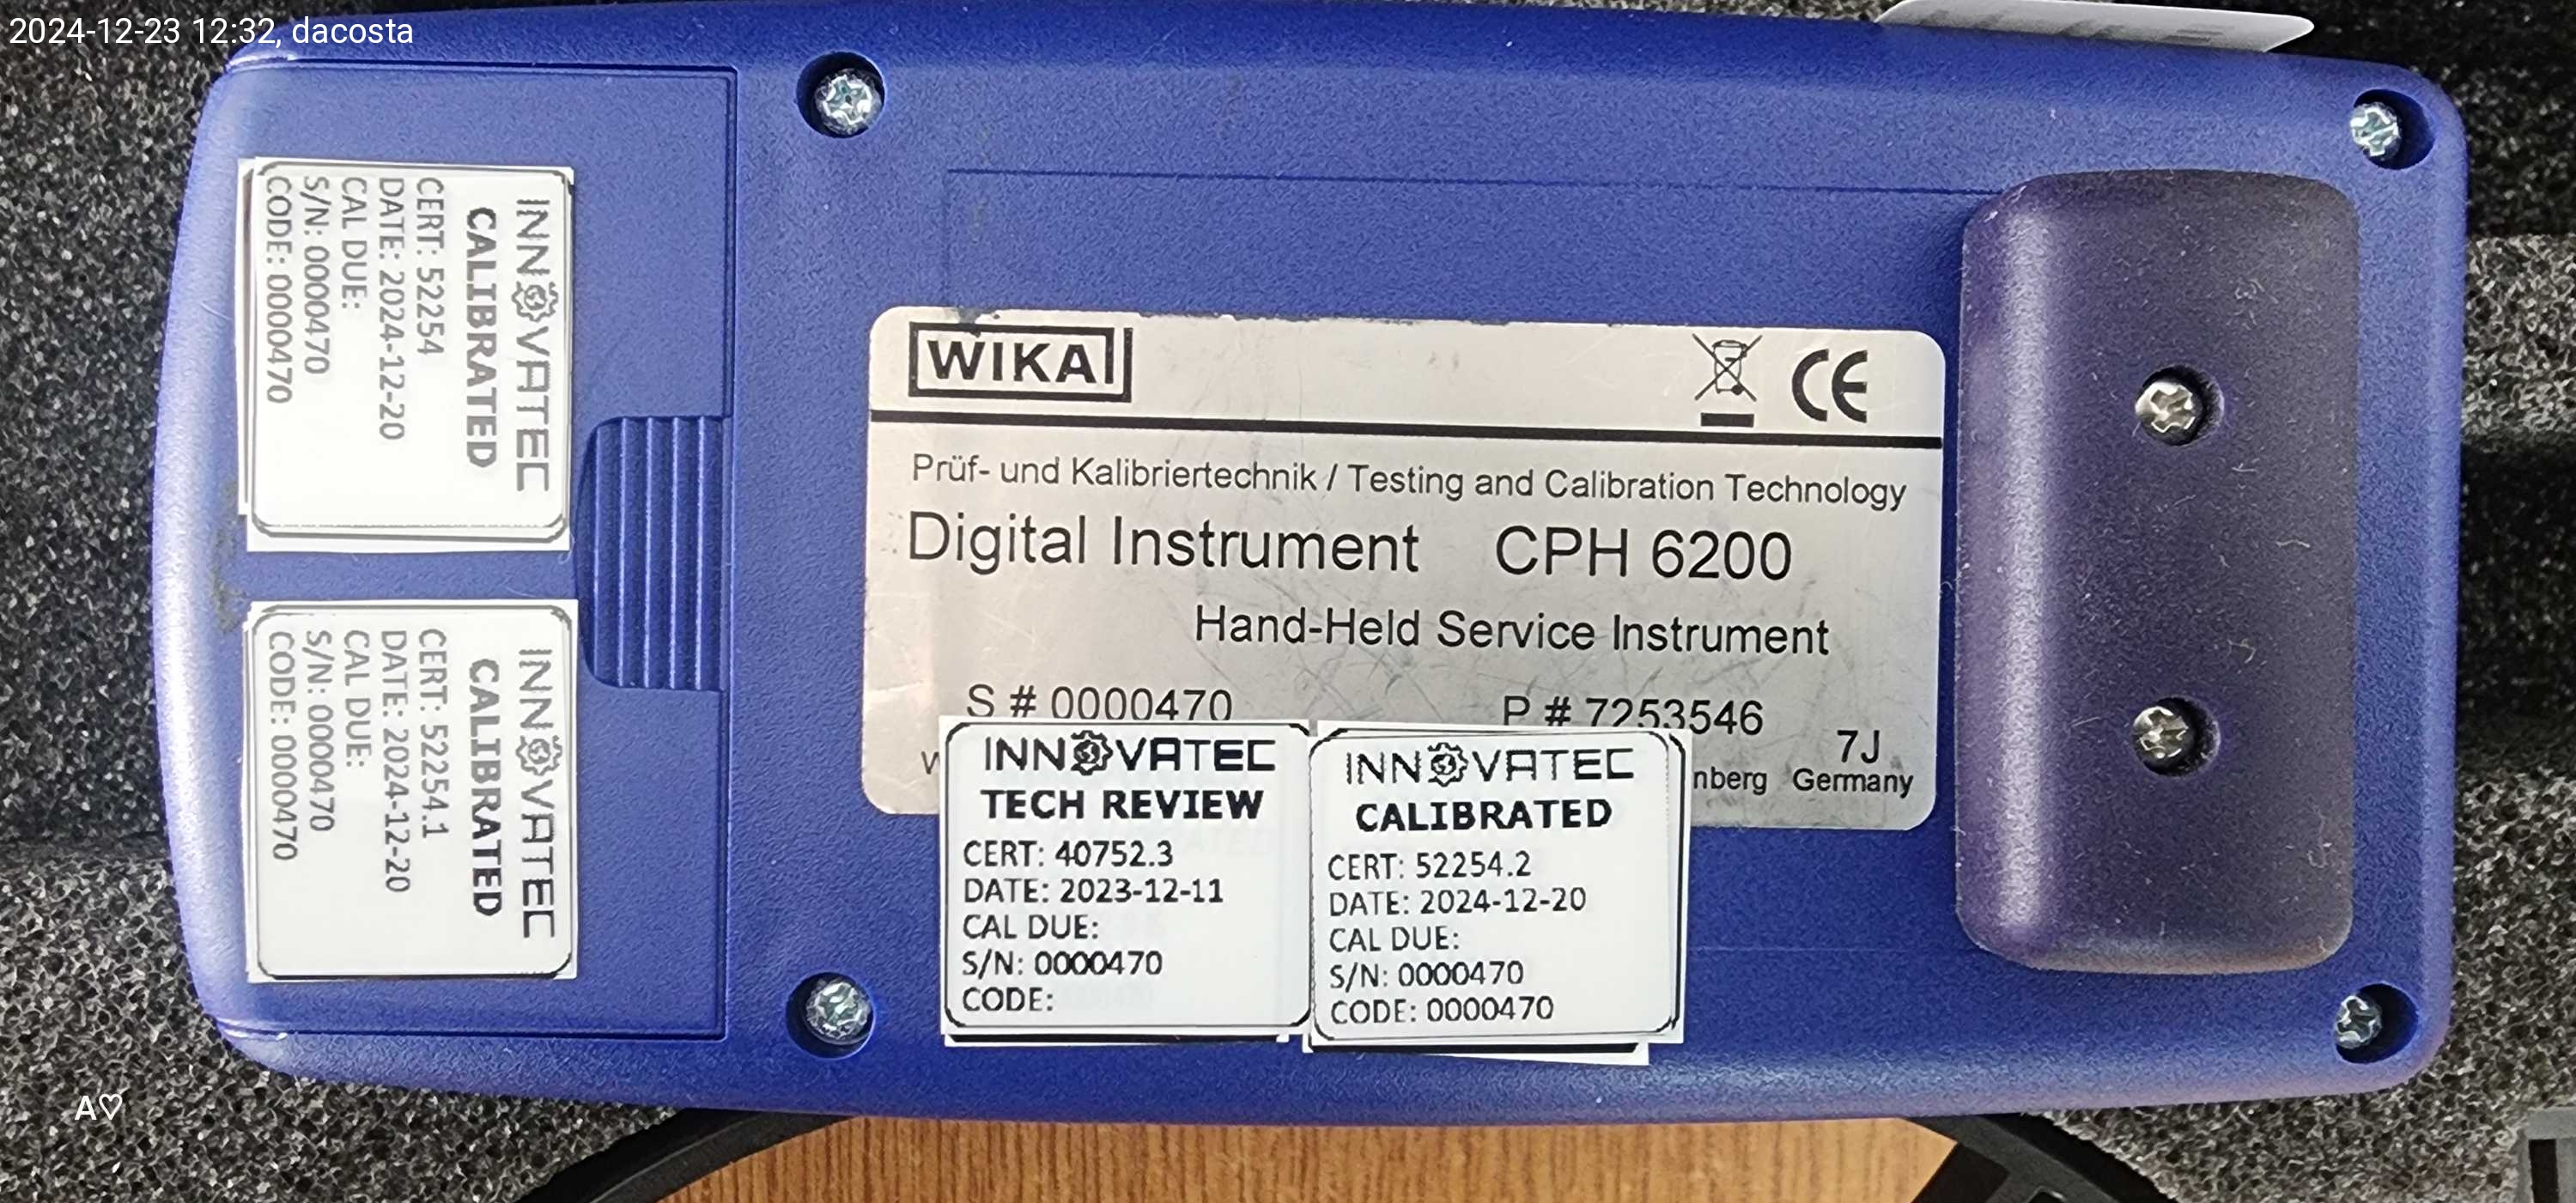 2024-12-23 12:32, dacosta
INNOVATEC
CALIBRATED
CERT: 52254
DATE: 2024-12-20
CAL DUE:
S/N: 0000470
CODE: 0000470
INNOVATEC
CALIBRATED
CERT: 52254.1
DATE: 2024-12-20
CAL DUE:
S/N: 0000470
CODE: 0000470
WIKA
CE
Prüf- und Kalibriertechnik / Testing and Calibration Technology
Digital Instrument CPH 6200
Hand-Held Service Instrument
S # 0000470 P # 7253546
7J
Germany
INNOVATEC
TECH REVIEW
CERT: 40752.3
DATE: 2023-12-11
CAL DUE:
S/N: 0000470
CODE:
INNOVATEC
CALIBRATED
CERT: 52254.2
DATE: 2024-12-20
CAL DUE:
S/N: 0000470
CODE: 0000470
A♡